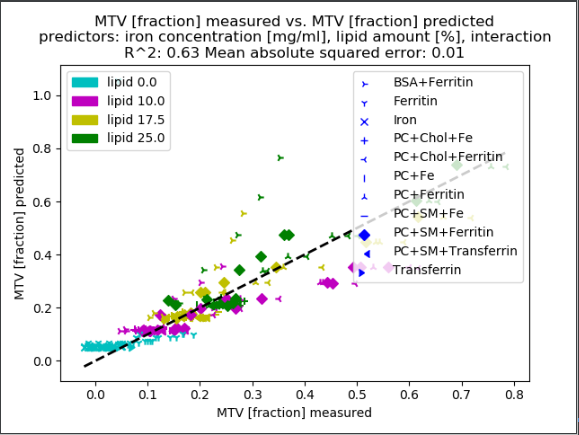 MTV [fraction] measured vs. MTV [fraction] predicted
predictors: iron concentration [mg/ml], lipid amount [%], interaction
R^2: 0.63 Mean absolute squared error: 0.01
lipid 0.0
lipid 10.0
lipid 17.5
lipid 25.0
BSA+Ferritin
Ferritin
Iron
PC+Chol+Fe
PC+Chol+Ferritin
PC+Fe
PC+Ferritin
PC+SM+Fe
PC+SM+Ferritin
PC+SM+Transferrin
Transferrin
MTV [fraction] predicted
1.0
0.8
0.6
0.4
0.2
0.0
0.0 0.1 0.2 0.3 0.4 0.5 0.6 0.7 0.8
MTV [fraction] measured